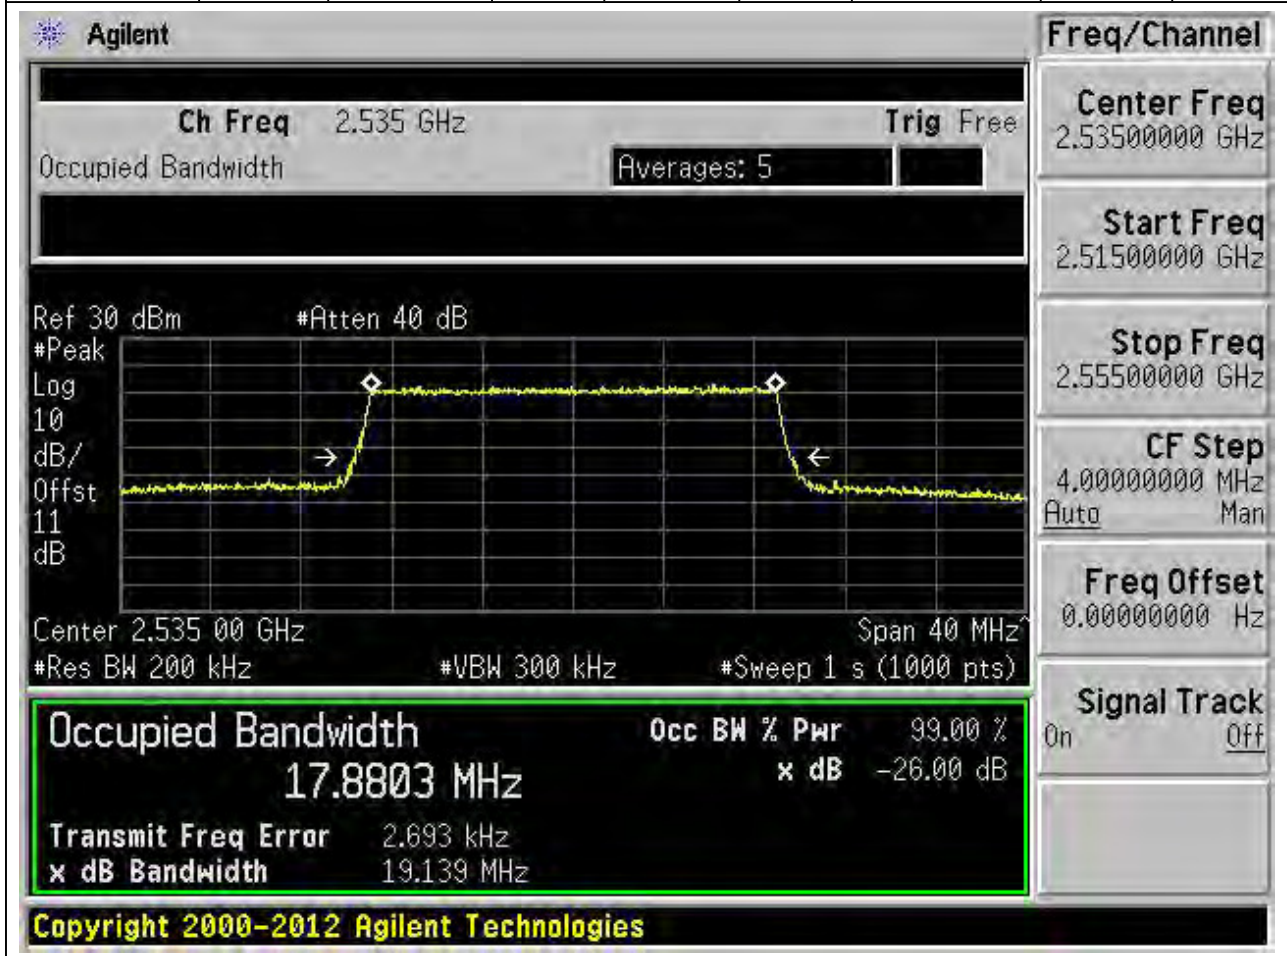 Agilent
Freq/Channel
Ch Freq 2.535 GHz Trig Free
Occupied Bandwidth Averages: 5
Center Freq
2.53500000 GHz
Start Freq
2.51500000 GHz
Stop Freq
2.55500000 GHz
CF Step
4.00000000 MHz
Auto Man
Freq Offset
0.00000000 Hz
Signal Track
On Off
Ref 30 dBm #Atten 40 dB
#Peak
Log
10
dB/
Offst
11
dB
Center 2.535 00 GHz Span 40 MHz^
#Res BW 200 kHz #VBW 300 kHz #Sweep 1 s (1000 pts)
Occupied Bandwidth Occ BW % Pwr 99.00 %
17.8803 MHz x dB -26.00 dB
Transmit Freq Error 2.693 kHz
x dB Bandwidth 19.139 MHz
Copyright 2000-2012 Agilent Technologies